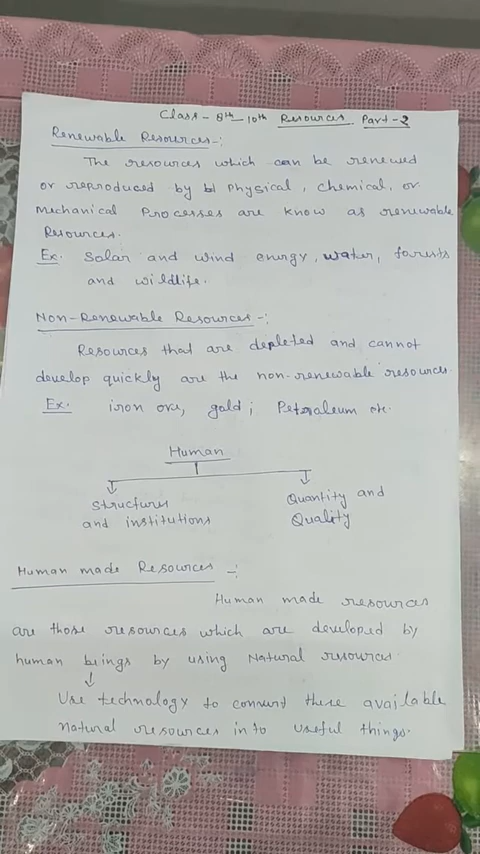 Class - 8th - 10th Resources. Part-2
Renewable Resources-:
The resources which can be renewed
or reproduced by bl Physical, Chemical, or
Mechanical Processes are know as renewable
Resources.
Ex. Solar and wind energy, water, forests
and wildlife.
Non-Renewable Resources-:
Resources that are depleted and cannot
develop quickly are the non-renewable resources.
Ex. iron ore, gold, Petroleum etc.
Human
Structures and institutions
Quantity and Quality
Human made Resources -:
Human made resources
are those resources which are developed by
human beings by using Natural resources
Use technology to convert these available
natural resources in to useful things.